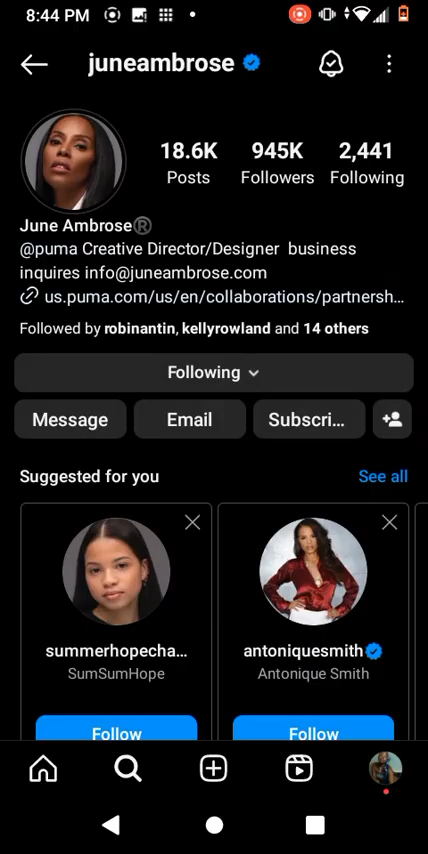 8:44 PM
juneambrose
18.6K 945K 2,441
Posts Followers Following
June Ambrose®
@puma Creative Director/Designer business
inquires info@juneambrose.com
us.puma.com/us/en/collaborations/partnersh...
Followed by robinantin, kellyrowland and 14 others
Following
Message Email Subscri...
Suggested for you See all
summerhopecha... antoniquesmith
SumSumHope Antonique Smith
Follow Follow